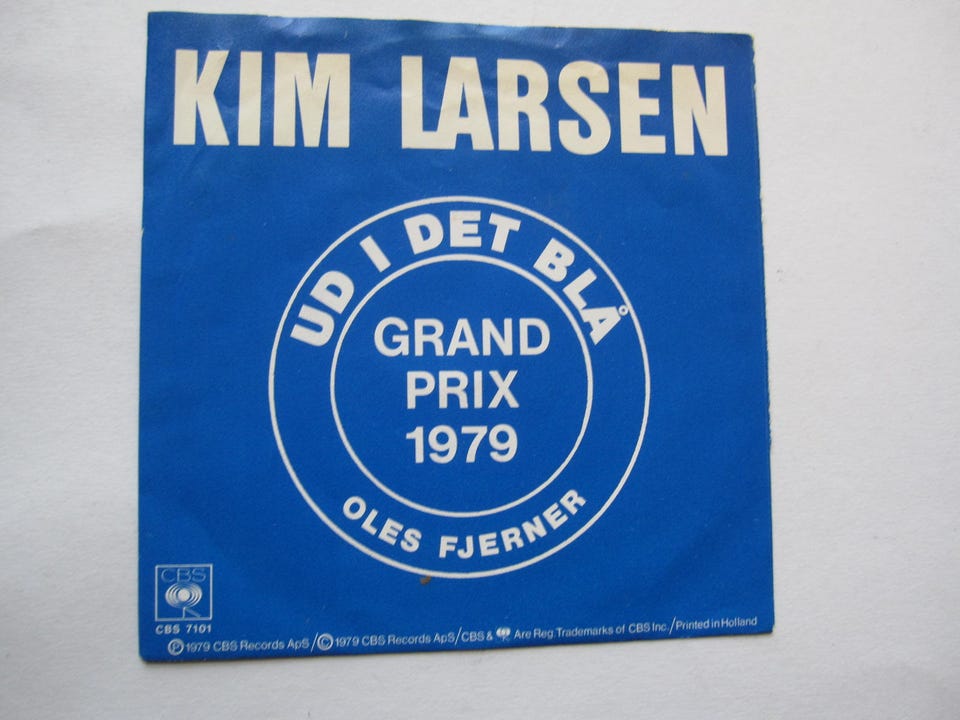 KIM LARSEN
UD I DET BLÅ
GRAND
PRIX
1979
OLES FJERNER
CBS
CBS 7101
Ⓟ1979 CBS Records ApS/©1979 CBS Records ApS/CBS & Are Reg. Trademarks of CBS Inc./Printed in Holland